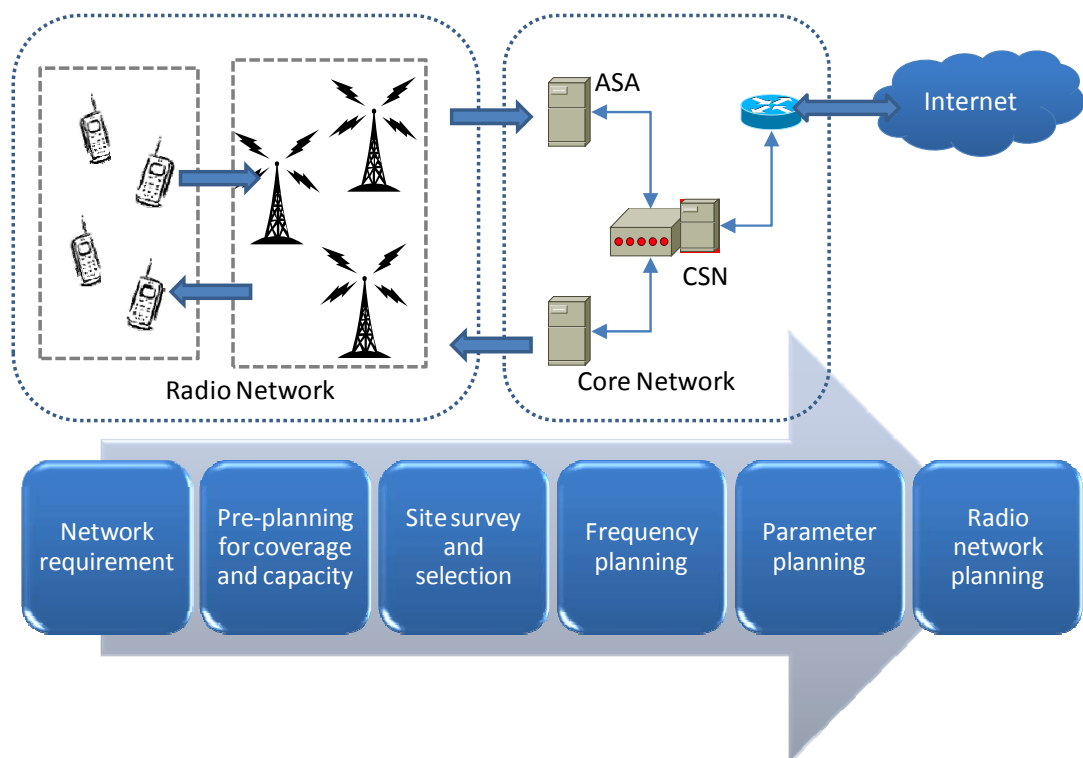 ASA
Internet
CSN
Radio Network
Core Network
Network
requirement
Pre-planning
for coverage
and capacity
Site survey
and
selection
Frequency
planning
Parameter
planning
Radio
network
planning